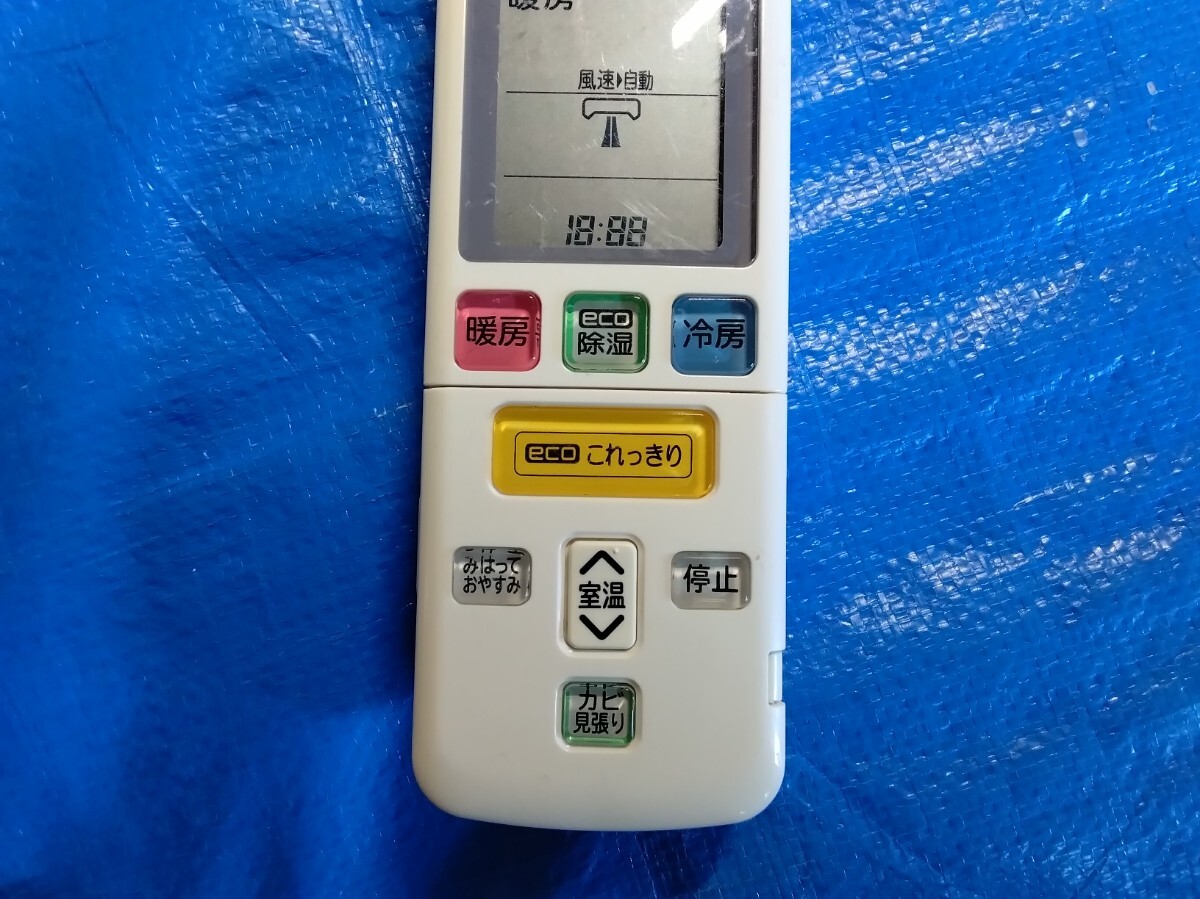 暖房
風速▶自動
18:88
暖房
eco
除湿
冷房
eco これっきり
みはって
おやすみ
室温
停止
カビ
見張り